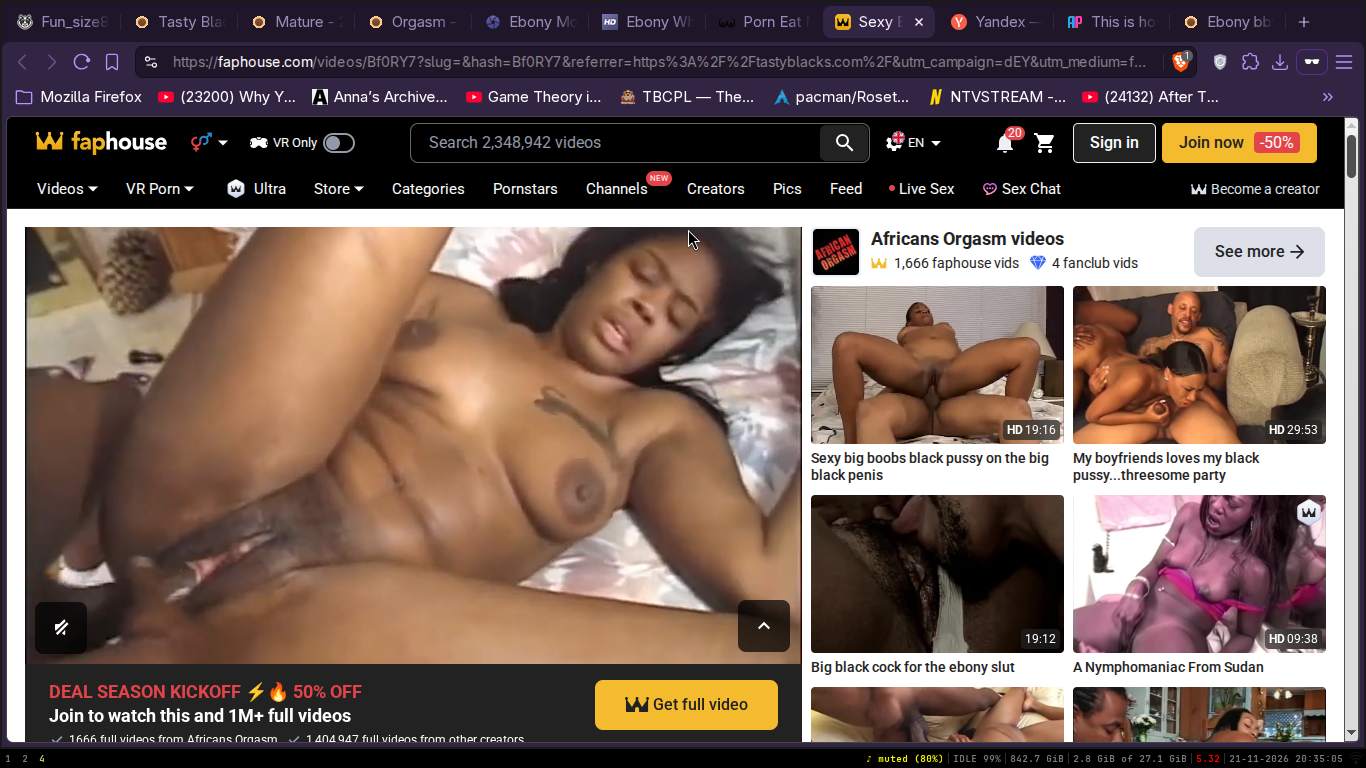 Fun_size8
Tasty Bla
Mature - 2
Orgasm -
Ebony Mo
Ebony Wh
Porn Eat
Sexy E
Yandex —
This is ho
Ebony bb
https://faphouse.com/videos/Bf0RY7?slug=&hash=Bf0RY7&referrer=https%3A%2F%2Ftastyblacks.com%2F&utm_campaign=dEY&utm_medium=f...
1
Mozilla Firefox
(23200) Why Y...
Anna's Archive...
Game Theory i...
TBCPL — The...
pacman/Roset...
NTVSTREAM -...
(24132) After T...
faphouse
VR Only
Search 2,348,942 videos
EN
20
Sign in
Join now -50%
Videos
VR Porn
Ultra
Store
Categories
Pornstars
Channels
NEW
Creators
Pics
Feed
Live Sex
Sex Chat
Become a creator
AFRICAN ORGASM
Africans Orgasm videos
1,666 faphouse vids
4 fanclub vids
See more
HD 19:16
HD 29:53
Sexy big boobs black pussy on the big
black penis
My boyfriends loves my black
pussy...threesome party
19:12
HD 09:38
Big black cock for the ebony slut
A Nymphomaniac From Sudan
DEAL SEASON KICKOFF ⚡🔥 50% OFF
Join to watch this and 1M+ full videos
Get full video
1666 full videos from Africans Orgasm
1404947 full videos from other creators
1 2 4
♪ muted (80%) | IDLE 99% | 842.7 GiB | 2.8 GiB of 27.1 GiB | 5.32 | 21-11-2026 20:35:05